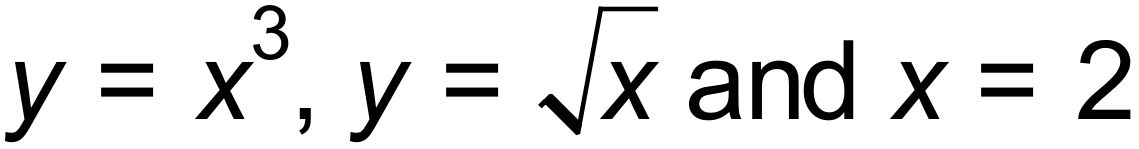 y = x³, y = √x and x = 2